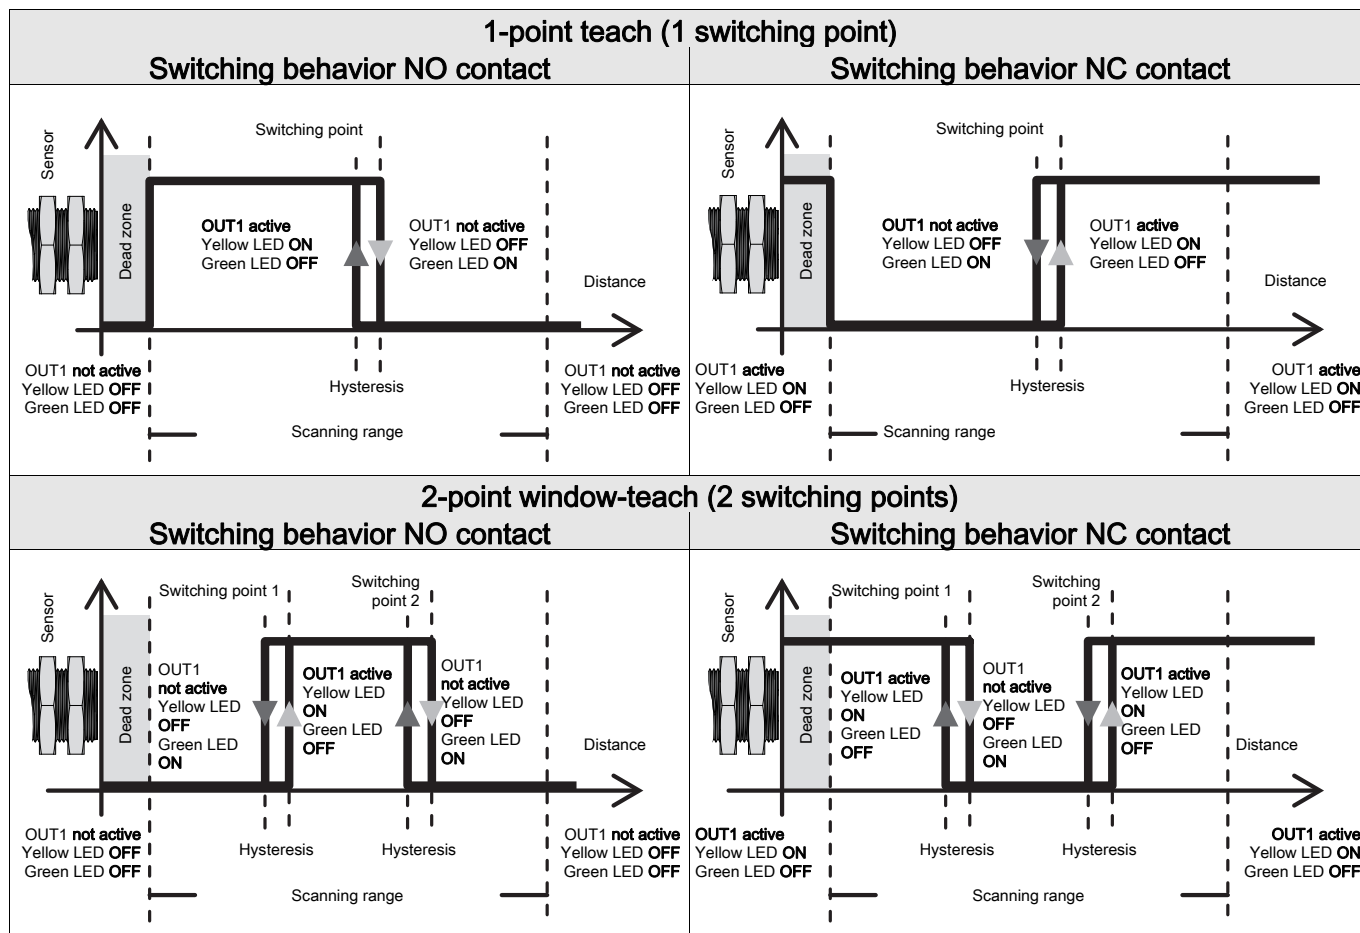 1-point teach (1 switching point)
Switching behavior NO contact
Switching behavior NC contact
Sensor
Switching point
Dead zone
OUT1 active
Yellow LED ON
Green LED OFF
OUT1 not active
Yellow LED OFF
Green LED ON
Distance
OUT1 not active
Yellow LED OFF
Green LED OFF
Hysteresis
OUT1 not active
Yellow LED OFF
Green LED OFF
Scanning range
Sensor
Switching point
Dead zone
OUT1 not active
Yellow LED OFF
Green LED ON
OUT1 active
Yellow LED ON
Green LED OFF
Distance
OUT1 active
Yellow LED ON
Green LED OFF
Hysteresis
OUT1 active
Yellow LED ON
Green LED OFF
Scanning range
2-point window-teach (2 switching points)
Switching behavior NO contact
Switching behavior NC contact
Sensor
Switching point 1
Switching
point 2
Dead zone
OUT1
not active
Yellow LED
OFF
Green LED
ON
OUT1 active
Yellow LED
ON
Green LED
OFF
OUT1
not active
Yellow LED
OFF
Green LED
ON
Distance
OUT1 not active
Yellow LED OFF
Green LED OFF
Hysteresis
Hysteresis
OUT1 not active
Yellow LED OFF
Green LED OFF
Scanning range
Sensor
Switching point 1
Switching
point 2
Dead zone
OUT1 active
Yellow LED
ON
Green LED
OFF
OUT1
not active
Yellow LED
OFF
Green LED
ON
OUT1 active
Yellow LED
ON
Green LED
OFF
Distance
OUT1 active
Yellow LED ON
Green LED OFF
Hysteresis
Hysteresis
OUT1 active
Yellow LED ON
Green LED OFF
Scanning range